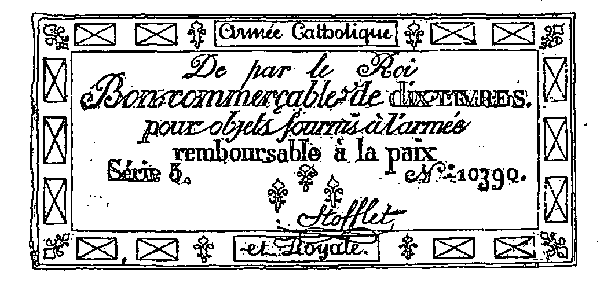 Armée Catholique
De par le Roi
Bon commerçable de dix LIVRES.
pour objets fournis à l'armée
remboursable à la paix
Série 5. N.º 10390.
Stofflet
et Royale.